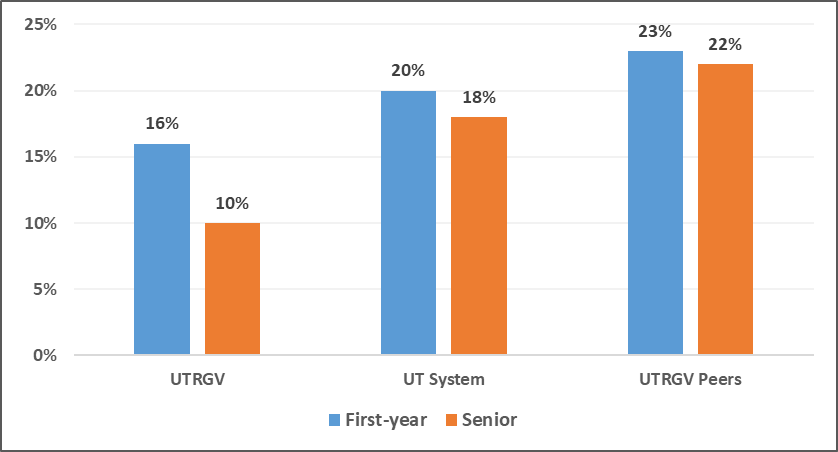 25%
20%
15%
10%
5%
0%
16%
10%
20%
18%
23%
22%
UTRGV
UT System
UTRGV Peers
First-year
Senior